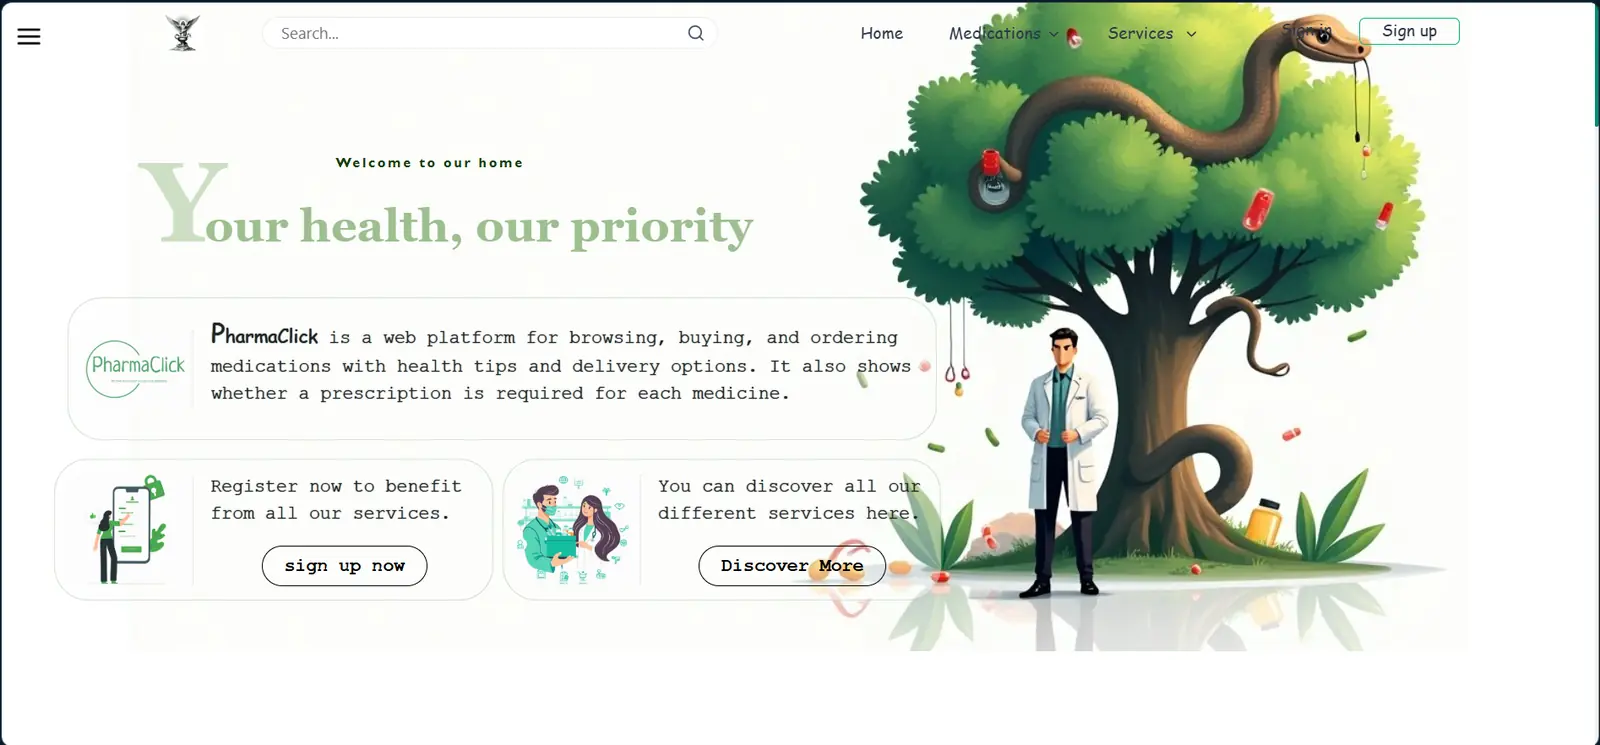 Search...
Home
Medications
Services
Sign in
Sign up
Welcome to our home
Your health, our priority
PharmaClick
PharmaClick is a web platform for browsing, buying, and ordering
medications with health tips and delivery options. It also shows
whether a prescription is required for each medicine.
Register now to benefit
from all our services.
sign up now
You can discover all our
different services here.
Discover More